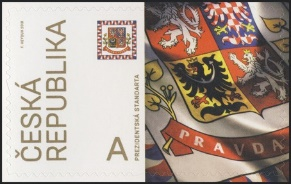 ČESKÁ
REPUBLIKA
A
PREZIDENTSKÁ STANDARTA
PRAVDA